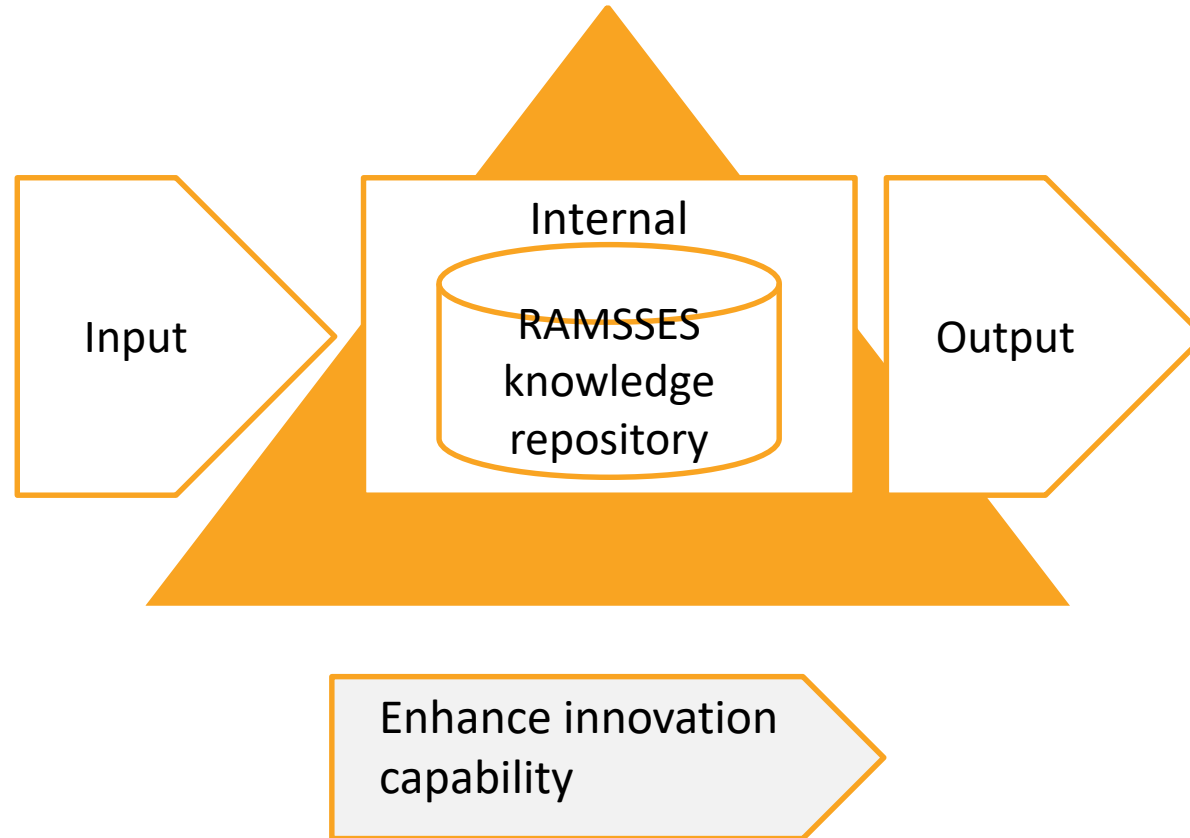 Internal
Input
RAMSSES
knowledge
repository
Output
Enhance innovation
capability